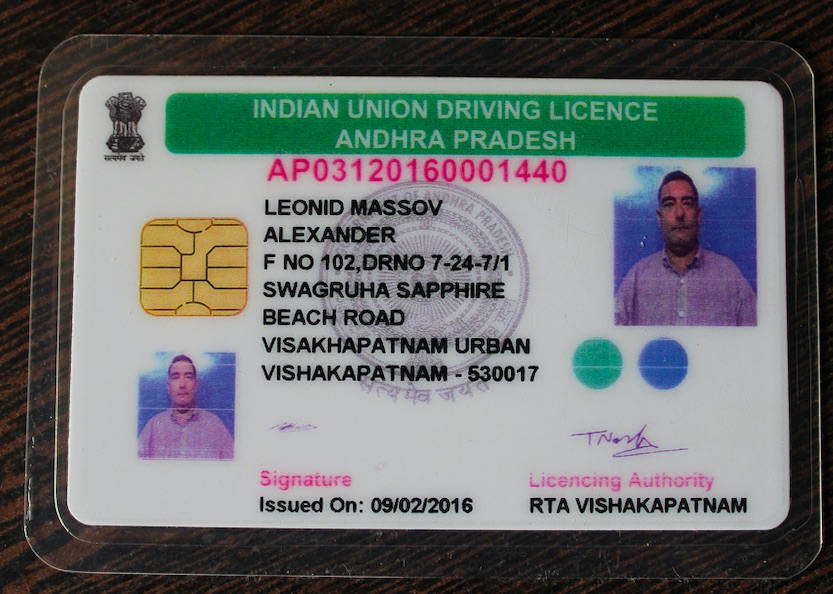 INDIAN UNION DRIVING LICENCE
ANDHRA PRADESH
सत्यमेव जयते
AP03120160001440
LEONID MASSOV
ALEXANDER
F NO 102,DRNO 7-24-7/1
SWAGRUHA SAPPHIRE
BEACH ROAD
VISAKHAPATNAM URBAN
VISHAKAPATNAM - 530017
OF ANDHRA PRADESH
सत्यमेव जयते
Signature
Licencing Authority
Issued On: 09/02/2016
RTA VISHAKAPATNAM